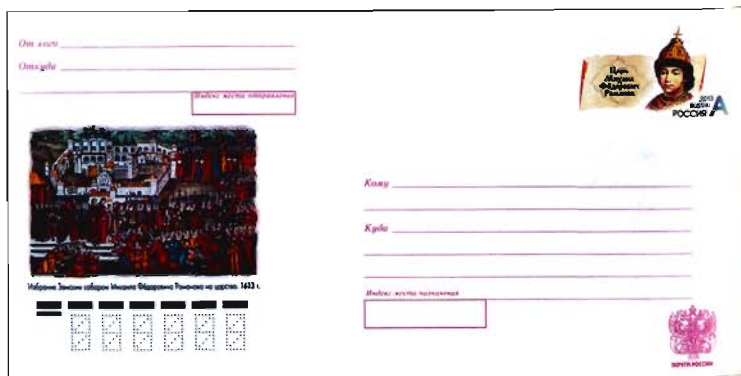 От кого
Откуда
Индекс места отправления
Царь
Михаил
Фёдорович
Романов
2013
RUSSIA
РОССИЯ A
Избрание Земским собором Михаила Фёдоровича Романова на царство. 1613 г.
Кому
Куда
Индекс места назначения
ПОЧТА РОССИИ